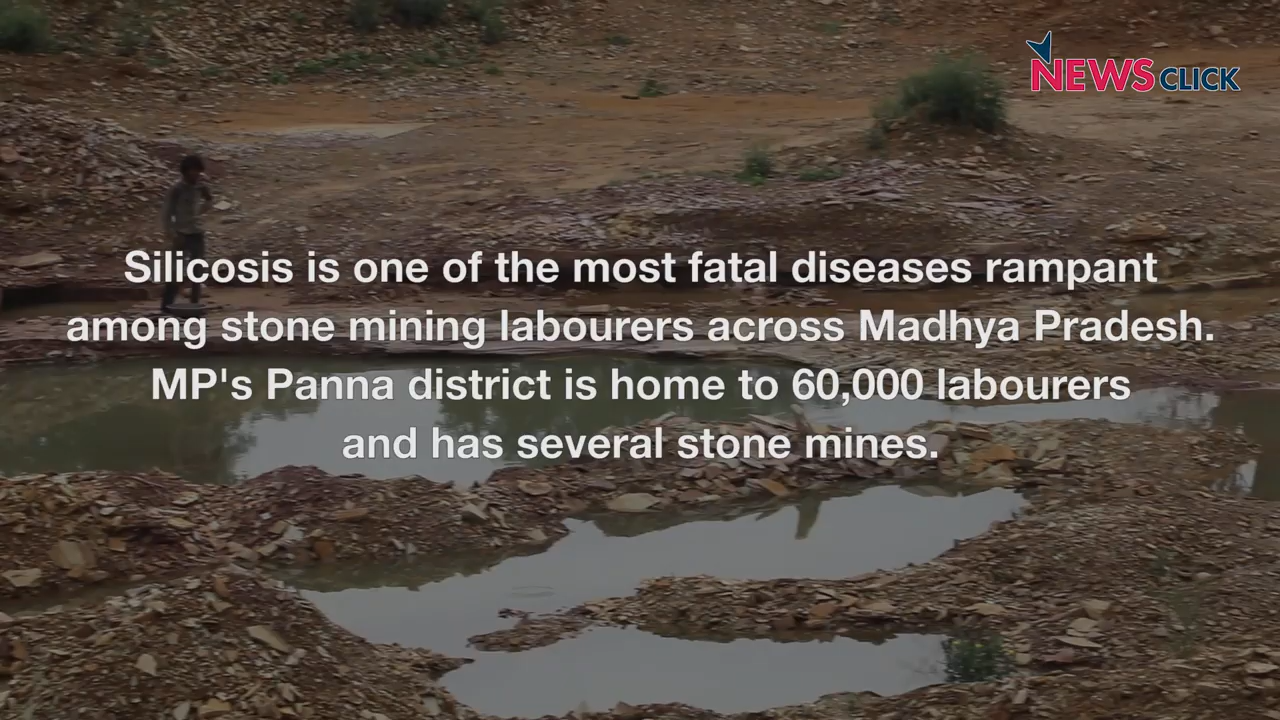 NEWSCLICK
Silicosis is one of the most fatal diseases rampant
among stone mining labourers across Madhya Pradesh.
MP's Panna district is home to 60,000 labourers
and has several stone mines.